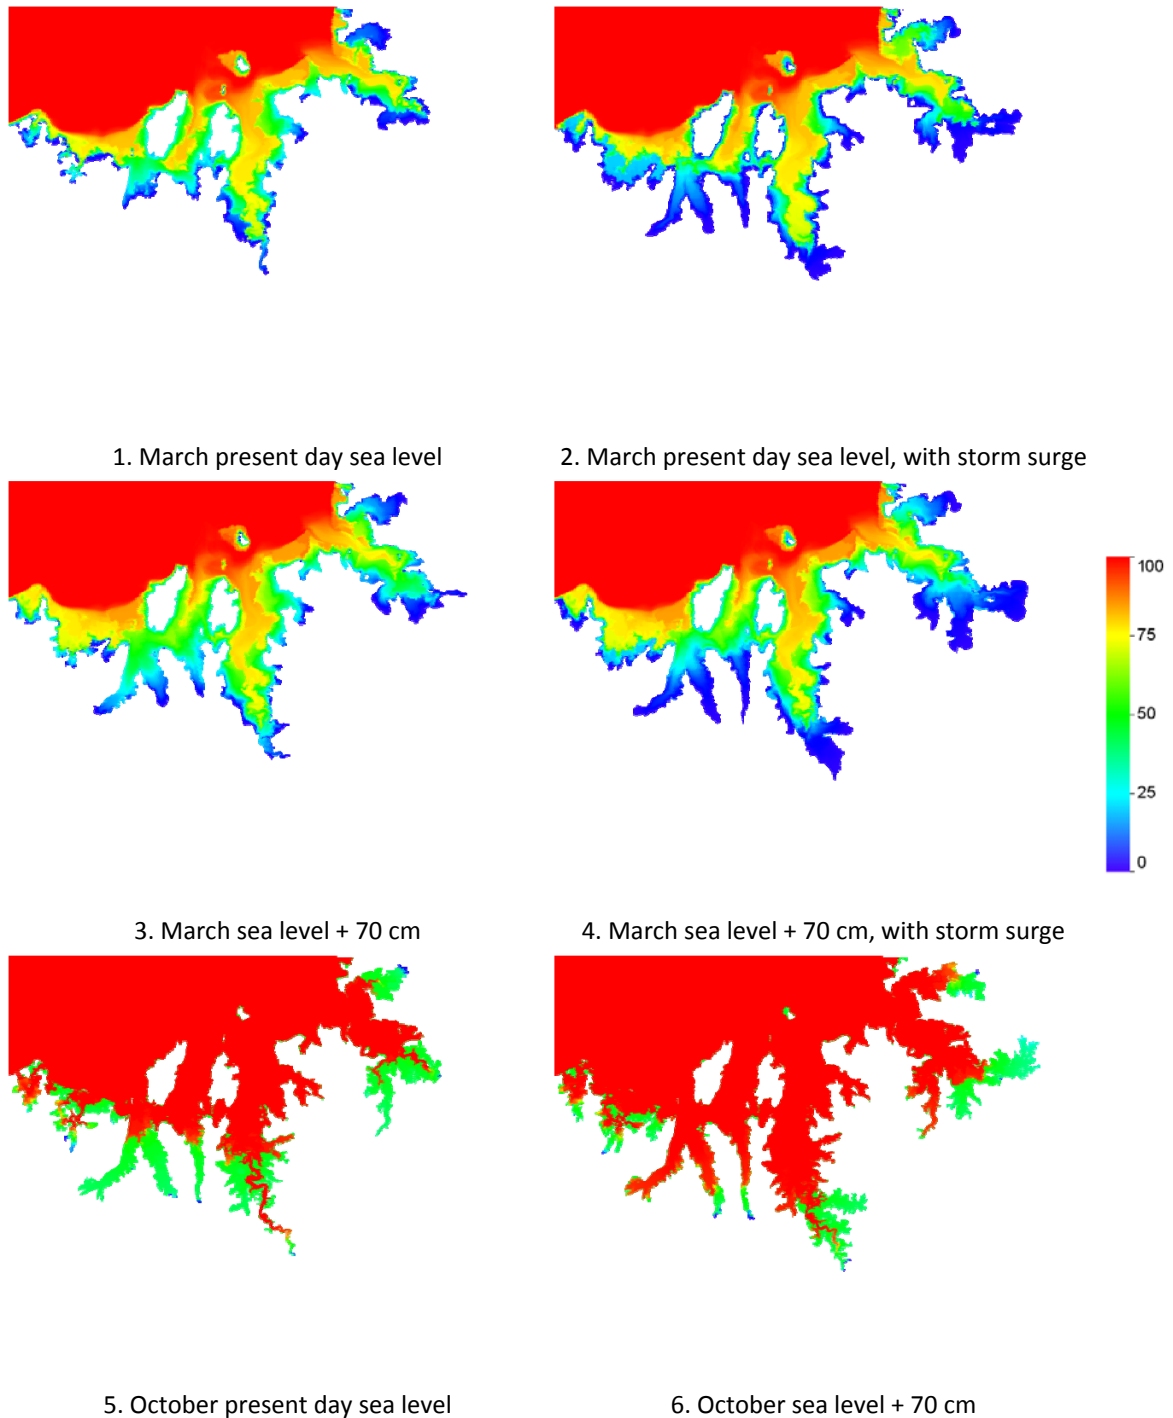 1. March present day sea level
2. March present day sea level, with storm surge
3. March sea level + 70 cm
4. March sea level + 70 cm, with storm surge
100
75
50
25
0
5. October present day sea level
6. October sea level + 70 cm